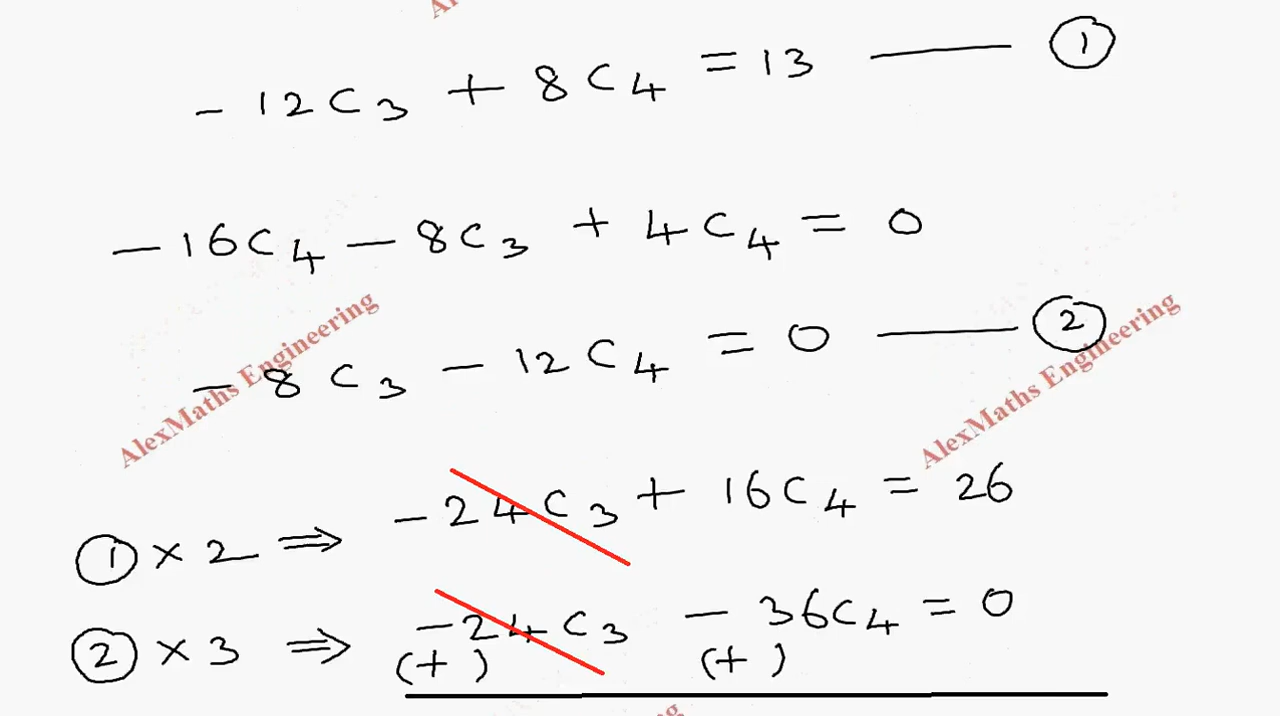 -12C₃ + 8C₄ = 13 —— ①
-16C₄ - 8C₃ + 4C₄ = 0
-8C₃ - 12C₄ = 0 —— ②
AlexMaths Engineering
AlexMaths Engineering
① × 2 ⇒ -24C₃ + 16C₄ = 26
② × 3 ⇒ -24C₃ - 36C₄ = 0
(+) (+)